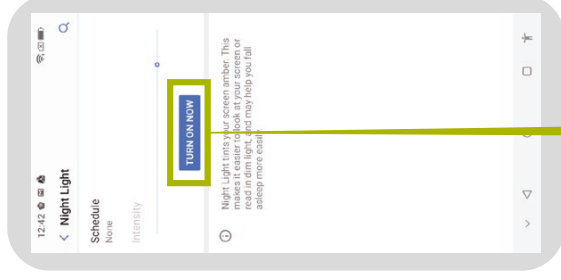 12:42
Night Light
Schedule
None
Intensity
TURN ON NOW
Night Light tints your screen amber. This
makes it easier to look at your screen or
read in dim light, and may help you fall
asleep more easily.